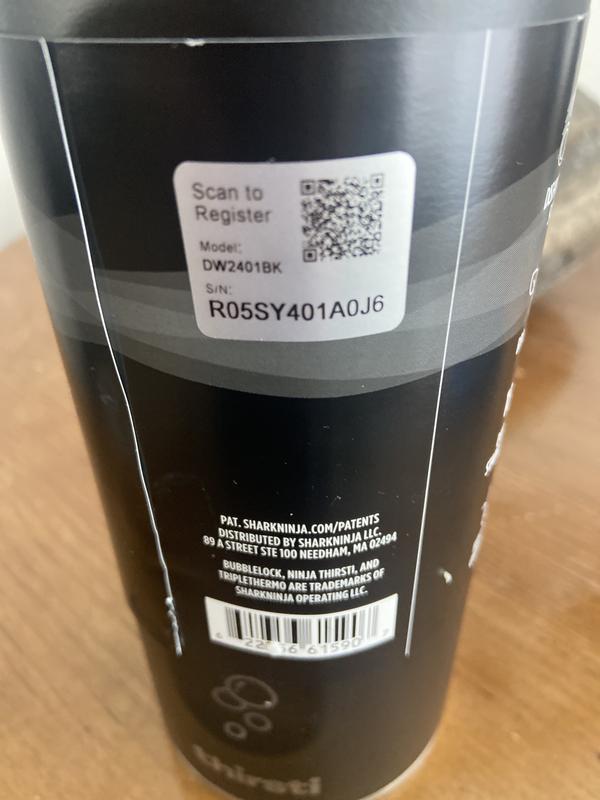 Scan to
Register
Model:
DW2401BK
S/N:
R05SY401A0J6
PAT. SHARKNINJA.COM/PATENTS
DISTRIBUTED BY SHARKNINJA LLC.
89 A STREET STE 100 NEEDHAM, MA 02494
BUBBLELOCK, NINJA THIRSTI, AND
TRIPLETHERMO ARE TRADEMARKS OF
SHARKNINJA OPERATING LLC.
61590
thirsti